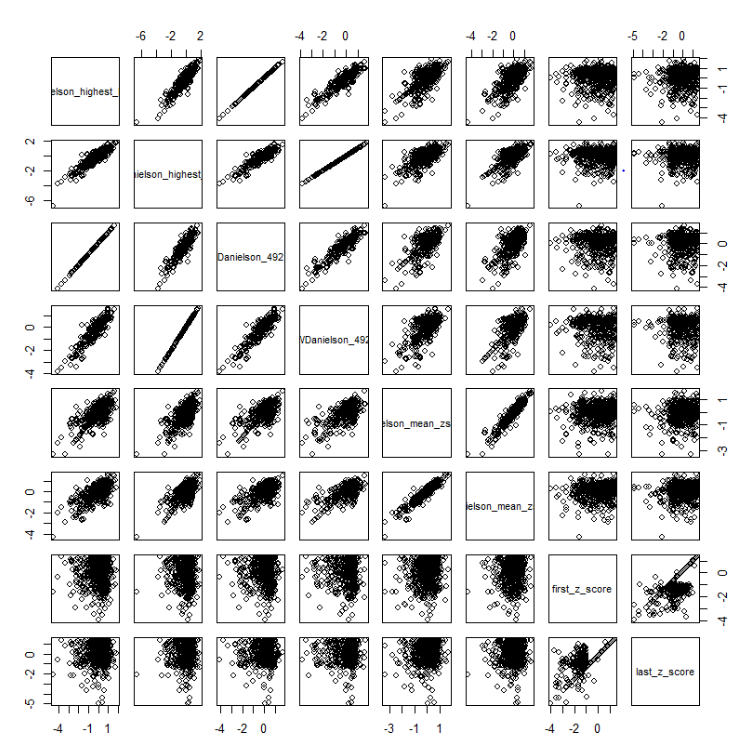 -6 -2 2 -4 -2 0 -4 -2 0 -5 -2 0
elson_highest_
-4 -1 1
-6 -2 2
nielson_highest_
Danielson_492
-4 -2 0
-4 -2 0
VDanielson_492
elson_mean_zs
-3 -1 1
-4 -2 0
ielson_mean_z
first_z_score
-4 -2 0
-5 -2 0
last_z_score
-4 -1 1 -4 -2 0 -3 -1 1 -4 -2 0